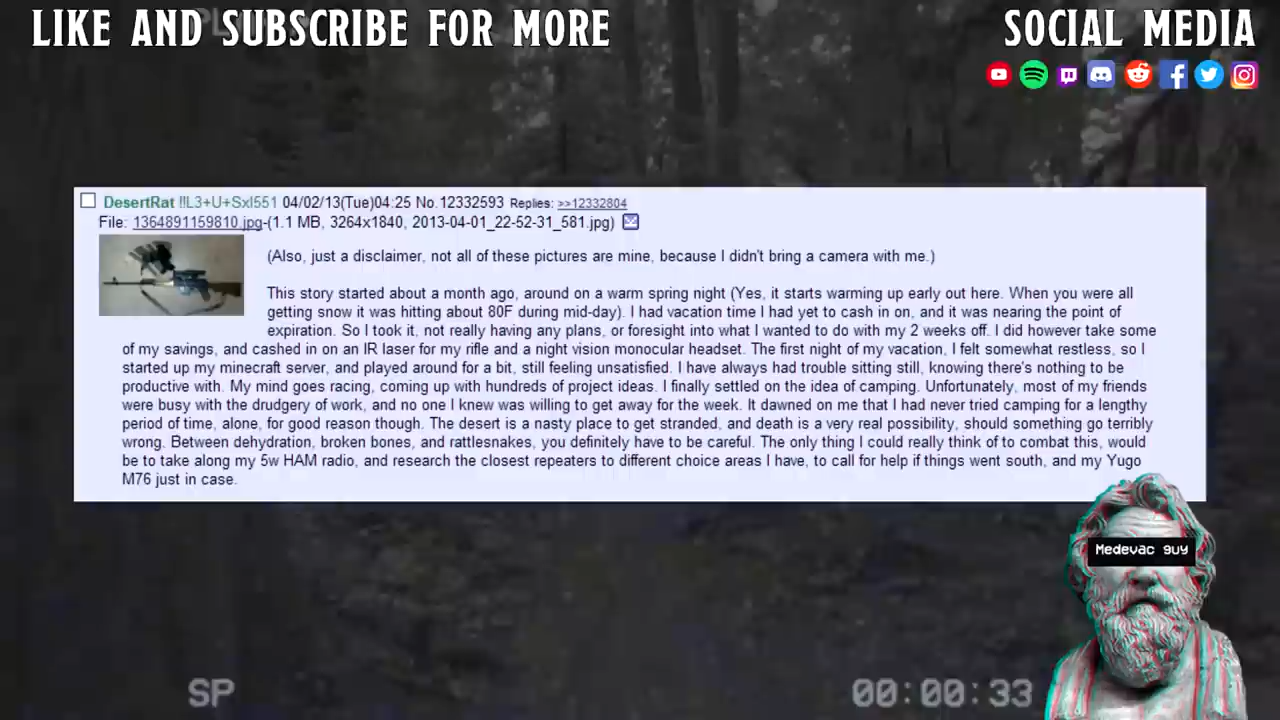 LIKE AND SUBSCRIBE FOR MORE
SOCIAL MEDIA
DesertRat !!L3+U+SxI551 04/02/13(Tue)04:25 No.12332593 Replies: >>12332804
File: 1364891159810.jpg-(1.1 MB, 3264x1840, 2013-04-01_22-52-31_581.jpg)
(Also, just a disclaimer, not all of these pictures are mine, because I didn't bring a camera with me.)
This story started about a month ago, around on a warm spring night (Yes, it starts warming up early out here. When you were all
getting snow it was hitting about 80F during mid-day). I had vacation time I had yet to cash in on, and it was nearing the point of
expiration. So I took it, not really having any plans, or foresight into what I wanted to do with my 2 weeks off. I did however take some
of my savings, and cashed in on an IR laser for my rifle and a night vision monocular headset. The first night of my vacation, I felt somewhat restless, so I
started up my minecraft server, and played around for a bit, still feeling unsatisfied. I have always had trouble sitting still, knowing there's nothing to be
productive with. My mind goes racing, coming up with hundreds of project ideas. I finally settled on the idea of camping. Unfortunately, most of my friends
were busy with the drudgery of work, and no one I knew was willing to get away for the week. It dawned on me that I had never tried camping for a lengthy
period of time, alone, for good reason though. The desert is a nasty place to get stranded, and death is a very real possibility, should something go terribly
wrong. Between dehydration, broken bones, and rattlesnakes, you definitely have to be careful. The only thing I could really think of to combat this, would
be to take along my 5w HAM radio, and research the closest repeaters to different choice areas I have, to call for help if things went south, and my Yugo
M76 just in case.
Medevac guy
SP
00:00:33